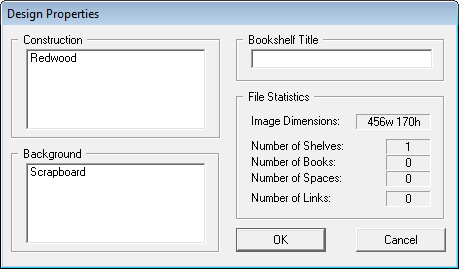 Design Properties
Construction
Redwood
Background
Scrapboard
Bookshelf Title
File Statistics
Image Dimensions: 456w 170h
Number of Shelves: 1
Number of Books: 0
Number of Spaces: 0
Number of Links: 0
OK Cancel